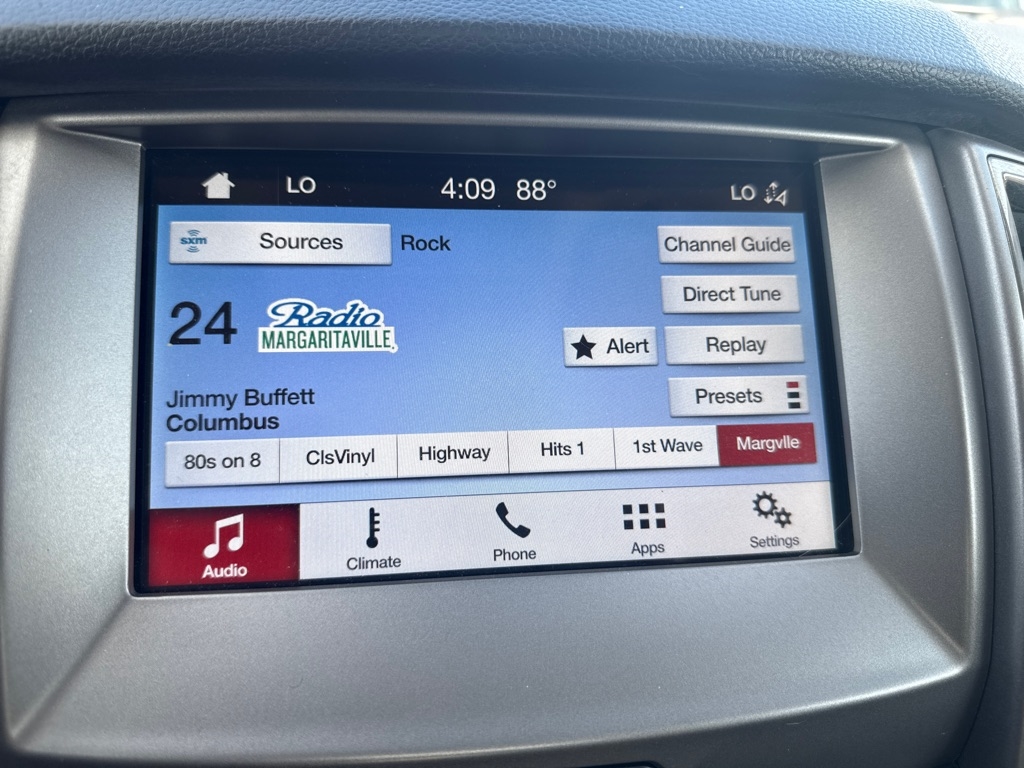 LO 4:09 88° LO
sxm Sources Rock Channel Guide
Direct Tune
24 Radio
MARGARITAVILLE
Alert Replay
Presets
Jimmy Buffett
Columbus
80s on 8 ClsVinyl Highway Hits 1 1st Wave Margvlle
Audio Climate Phone Apps Settings